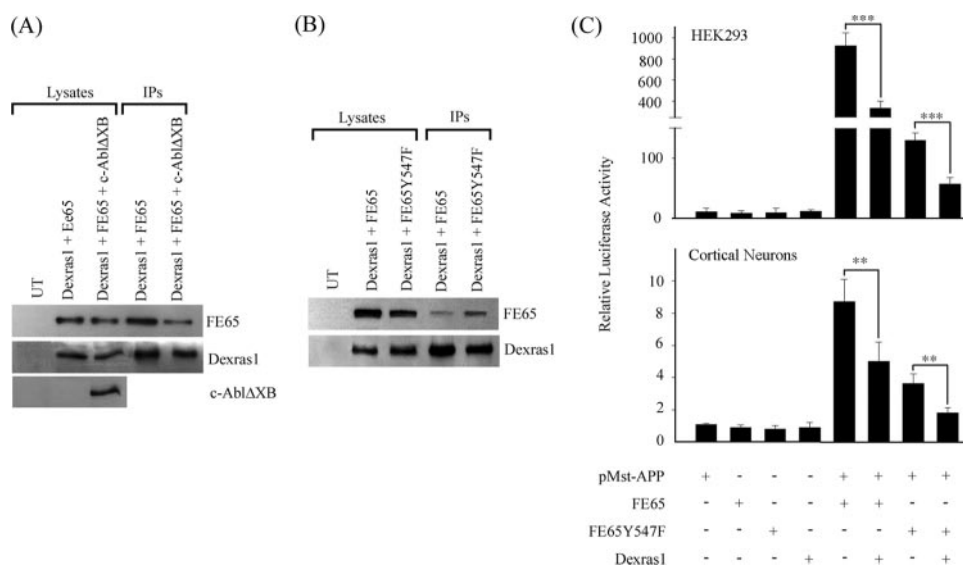 (A)
Lysates
IPs
UT
Dexras1 + Ee65
Dexras1 + FE65 + c-AblΔXB
Dexras1 + FE65
Dexras1 + FE65 + c-AblΔXB
FE65
Dexras1
c-AblΔXB
(B)
Lysates
IPs
UT
Dexras1 + FE65
Dexras1 + FE65Y547F
Dexras1 + FE65
Dexras1 + FE65Y547F
FE65
Dexras1
(C)
Relative Luciferase Activity
HEK293
1000
800
600
400
100
0
***
***
Cortical Neurons
10
8
6
4
2
0
**
**
pMst-APP + - - - + + + +
FE65 - + - - + + - -
FE65Y547F - - + - - - + +
Dexras1 - - - + - + - +